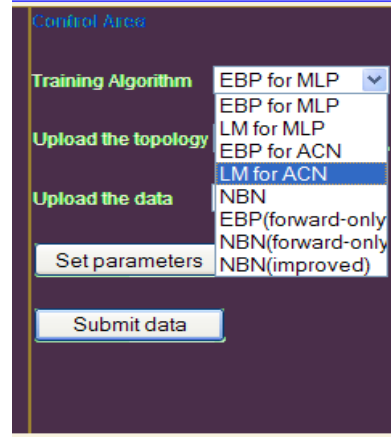 Control Area
Training Algorithm EBP for MLP
EBP for MLP
LM for MLP
Upload the topology
EBP for ACN
LM for ACN
Upload the data
NBN
EBP(forward-only
NBN(forward-only
Set parameters
NBN(improved)
Submit data